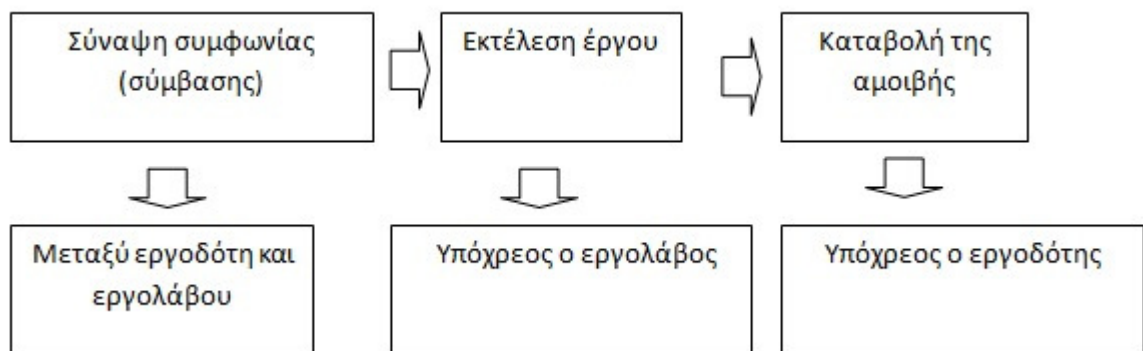 Σύναψη συμφωνίας
(σύμβασης)
Εκτέλεση έργου
Καταβολή της
αμοιβής
Μεταξύ εργοδότη και
εργολάβου
Υπόχρεος ο εργολάβος
Υπόχρεος ο εργοδότης